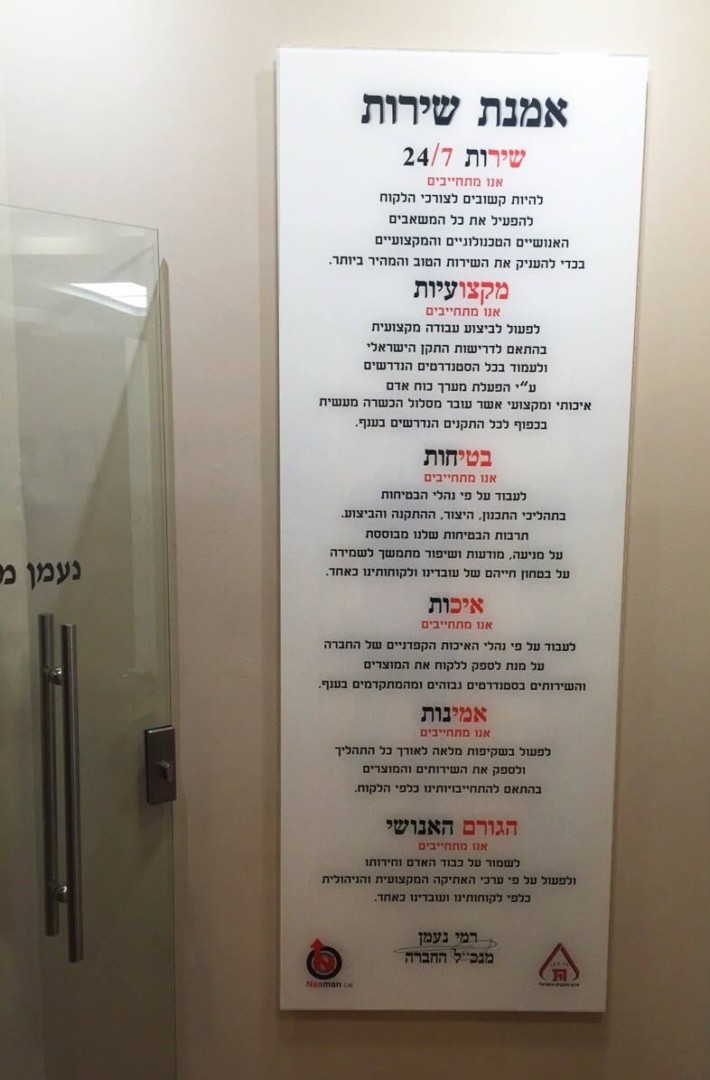 אמנת שירות
שירות 24/7
אנו מתחייבים
להיות קשובים לצורכי הלקוח
להפעיל את כל המשאבים
האנושיים הטכנולוגיים והמקצועיים
בכדי להעניק את השירות הטוב והמהיר ביותר.
מקצועיות
אנו מתחייבים
לפעול לביצוע עבודה מקצועית
בהתאם לדרישות התקן הישראלי
ולעמוד בכל הסטנדרטים הנדרשים
ע״י הפעלת מערך כוח אדם
איכותי ומקצועי אשר עובר מסלול הכשרה מעשית
בכפוף לכל התקנים הנדרשים בענף.
בטיחות
אנו מתחייבים
לעבוד על פי נהלי הבטיחות
בתהליכי התכנון, היצור, ההתקנה והביצוע.
תרבות הבטיחות שלנו מבוססת
על מניעה, מודעות ושיפור מתמשך לשמירה
על בטחון חייהם של עובדינו ולקוחותינו כאחד.
איכות
אנו מתחייבים
לעבוד על פי נהלי האיכות הקפדניים של החברה
על מנת לספק ללקוח את המוצרים
והשירותים בסטנדרטים גבוהים ומהמתקדמים בענף.
אמינות
אנו מתחייבים
לפעול בשקיפות מלאה לאורך כל התהליך
ולספק את השירותים והמוצרים
בהתאם להתחייבויותינו כלפי הלקוח.
הגורם האנושי
אנו מתחייבים
לשמור על כבוד האדם וחירותו
ולפעול על פי ערכי האתיקה המקצועית והניהולית
כלפי לקוחותינו ועובדינו כאחד.
רמי נעמן
מנכ״ל החברה
Naaman Ltd.
נעמן מ